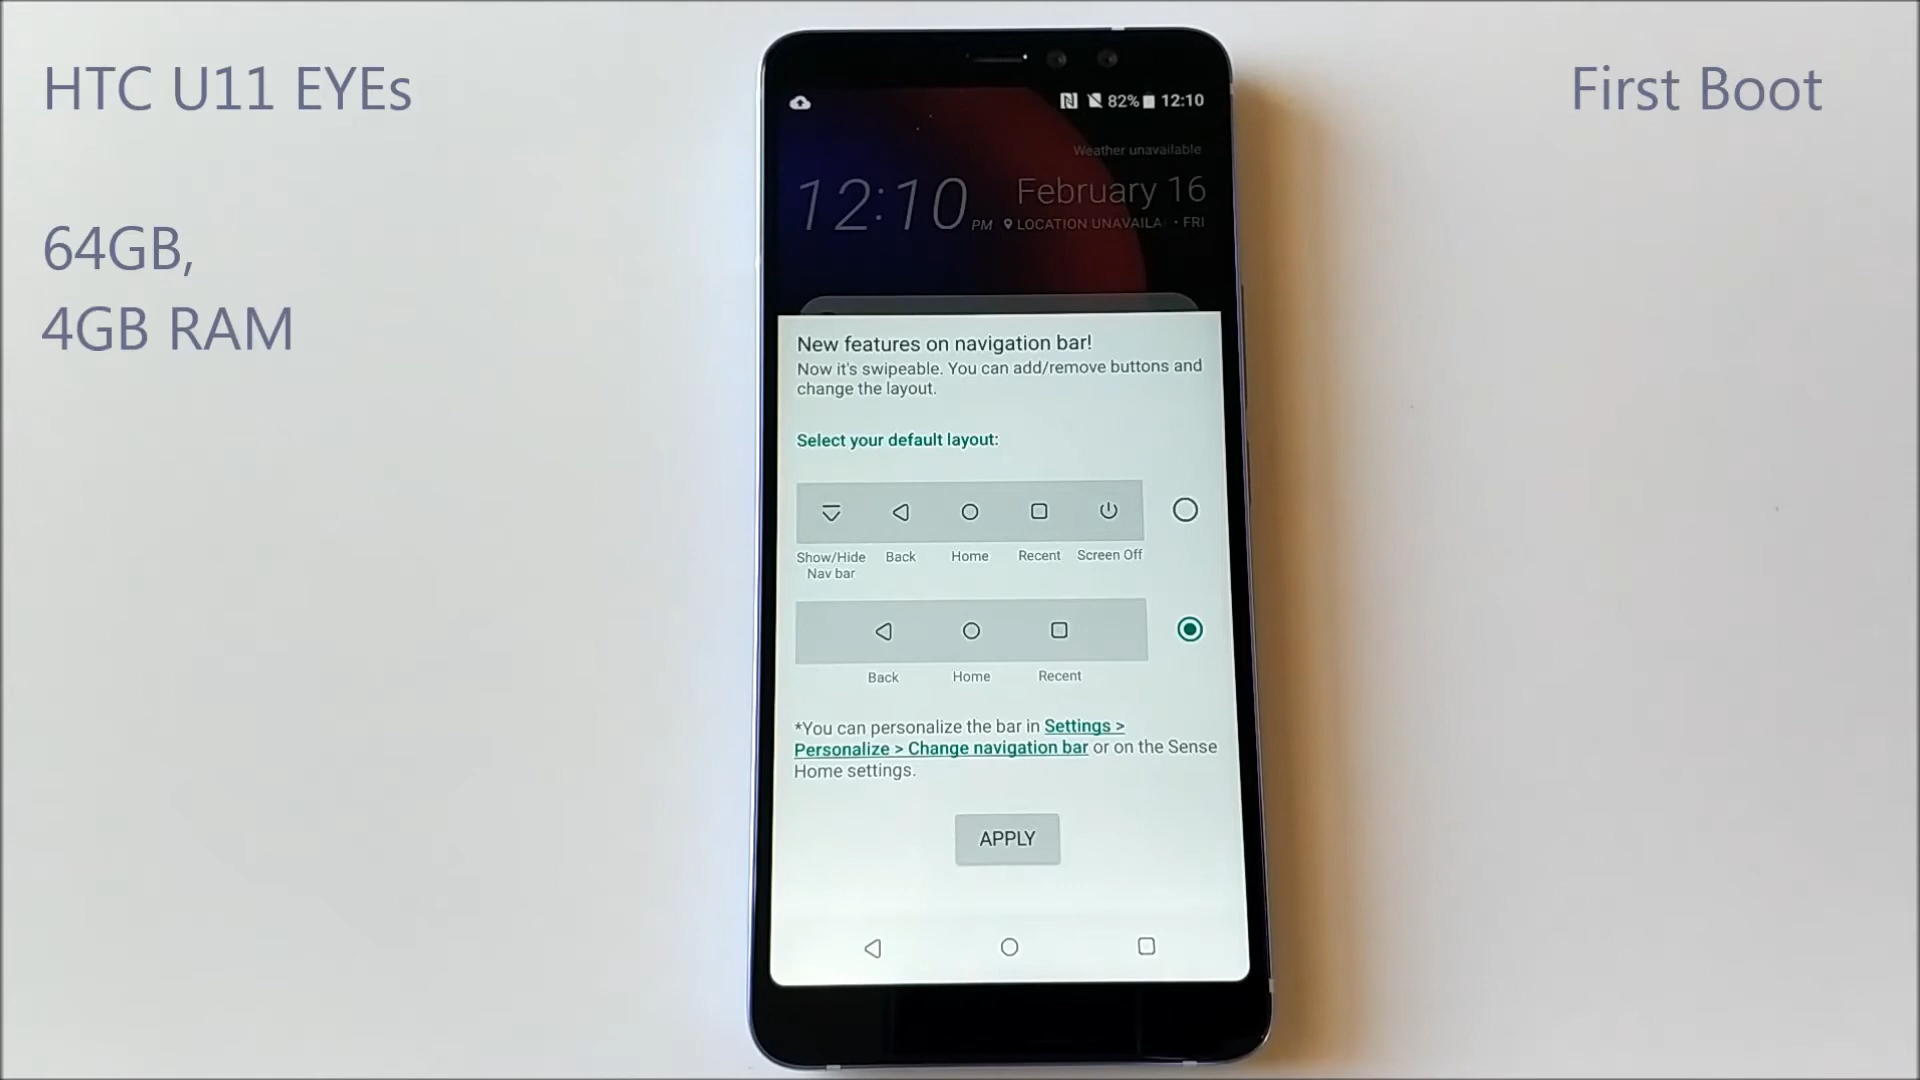 HTC U11 EYEs
First Boot
64GB,
4GB RAM
82% 12:10
Weather unavailable
12:10 PM
February 16
LOCATION UNAVAILA · FRI
New features on navigation bar!
Now it's swipeable. You can add/remove buttons and
change the layout.
Select your default layout:
Show/Hide Nav bar
Back
Home
Recent
Screen Off
Back
Home
Recent
*You can personalize the bar in Settings >
Personalize > Change navigation bar or on the Sense
Home settings.
APPLY